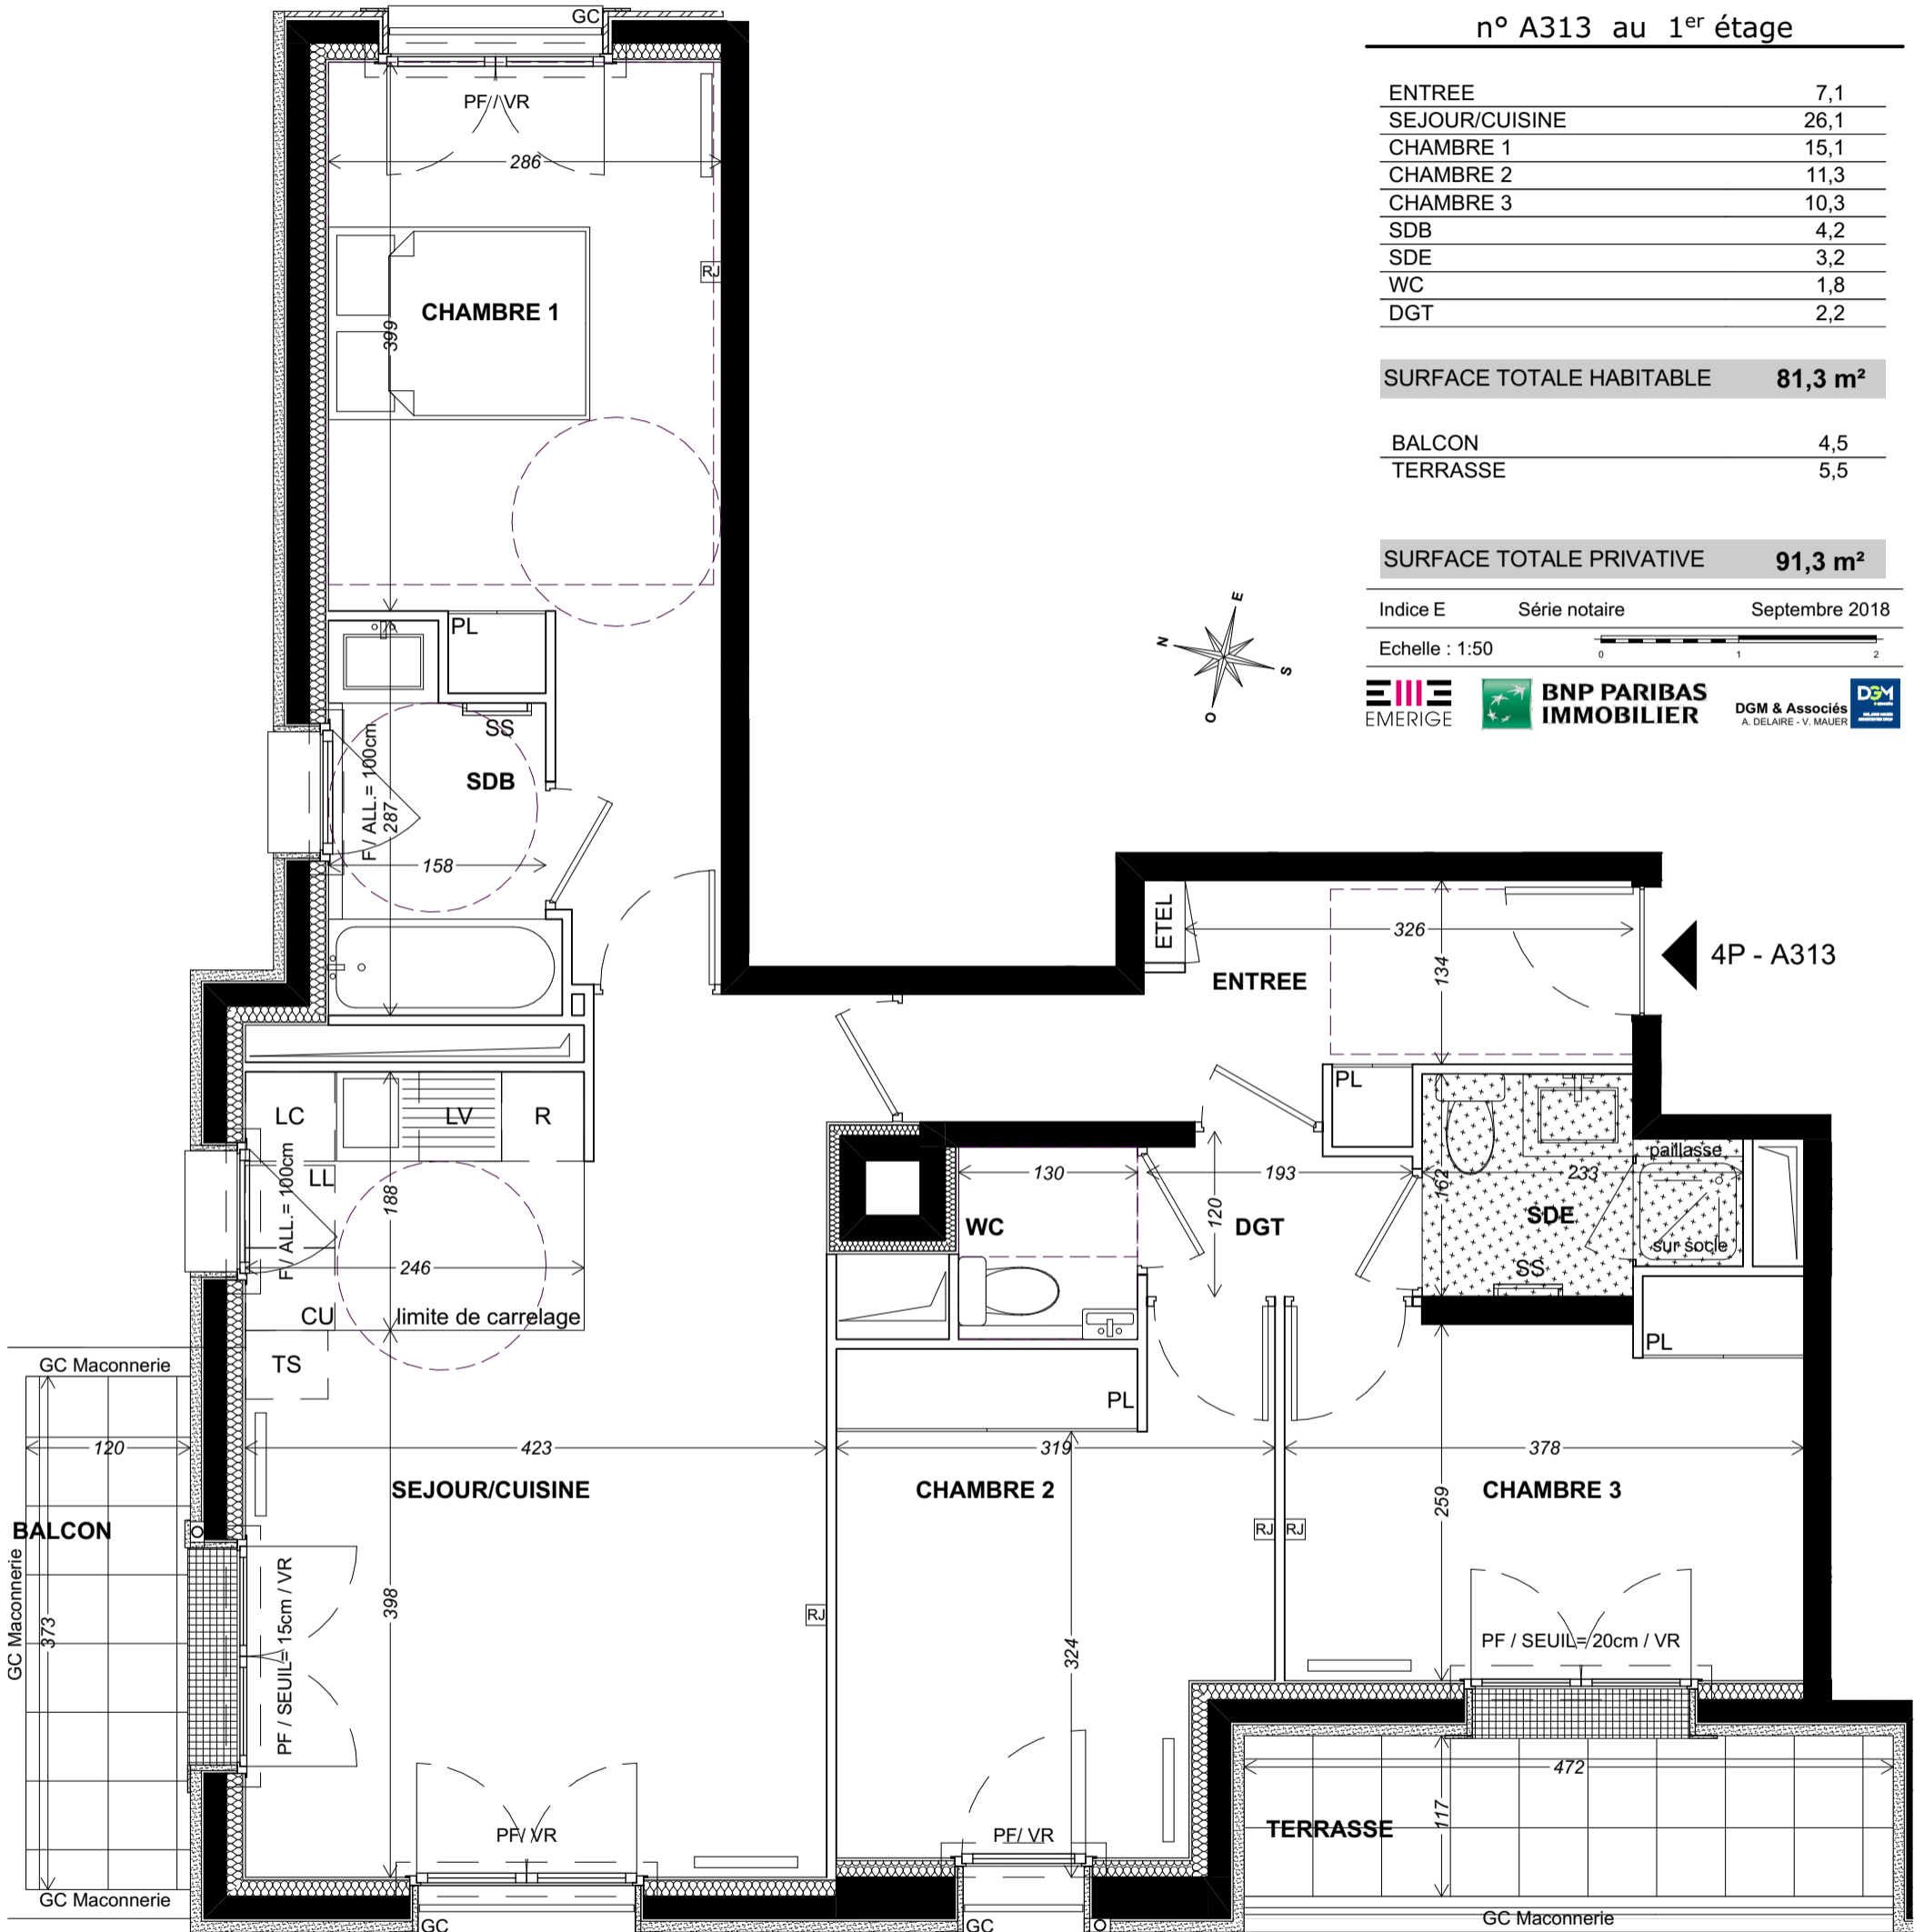 n° A313 au 1er étage
ENTREE 7,1
SEJOUR/CUISINE 26,1
CHAMBRE 1 15,1
CHAMBRE 2 11,3
CHAMBRE 3 10,3
SDB 4,2
SDE 3,2
WC 1,8
DGT 2,2
SURFACE TOTALE HABITABLE 81,3 m²
BALCON 4,5
TERRASSE 5,5
SURFACE TOTALE PRIVATIVE 91,3 m²
Indice E Série notaire Septembre 2018
Echelle : 1:50
0 1 2
EMERIGE
BNP PARIBAS
IMMOBILIER
DGM & Associés
A. DELAIRE - V. MAUER
DGM
N
E
S
O
GC
PF / VR
286
RJ
CHAMBRE 1
399
PL
SS
SDB
F / ALL.= 100cm
287
158
ETEL
326
134
ENTREE
4P - A313
LC
LV
R
LL
F / ALL.= 100cm
188
246
CU
limite de carrelage
TS
PL
130
193
120
WC
DGT
162
233
paillasse
SDE
sur socle
SS
PL
PL
GC Maconnerie
120
BALCON
GC Maconnerie
373
GC Maconnerie
423
SEJOUR/CUISINE
PF / SEUIL= 15cm / VR
398
RJ
PF/ VR
GC
319
CHAMBRE 2
RJ
324
PF/ VR
GC
378
CHAMBRE 3
RJ
259
PF / SEUIL= 20cm / VR
472
117
TERRASSE
GC Maconnerie